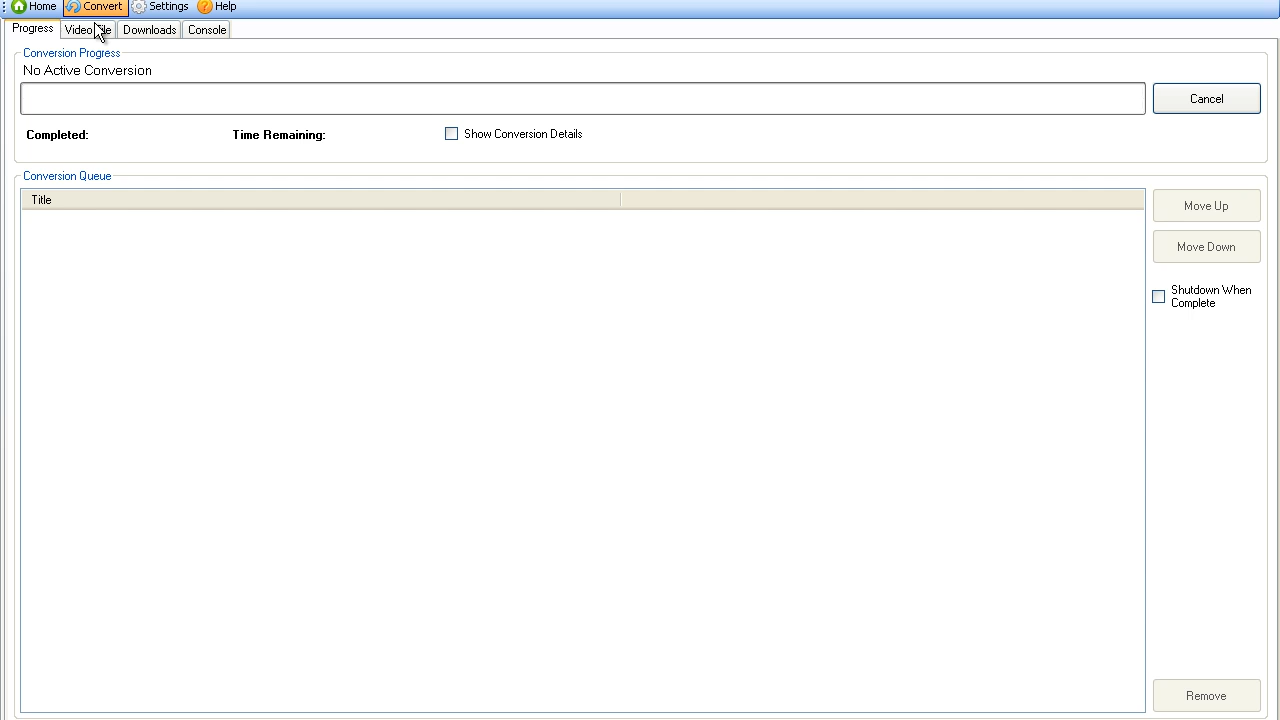 Home Convert Settings Help
Progress Downloads Console
Conversion Progress
No Active Conversion
Cancel
Completed: Time Remaining: Show Conversion Details
Conversion Queue
Title
Move Up
Move Down
Shutdown When
Complete
Remove